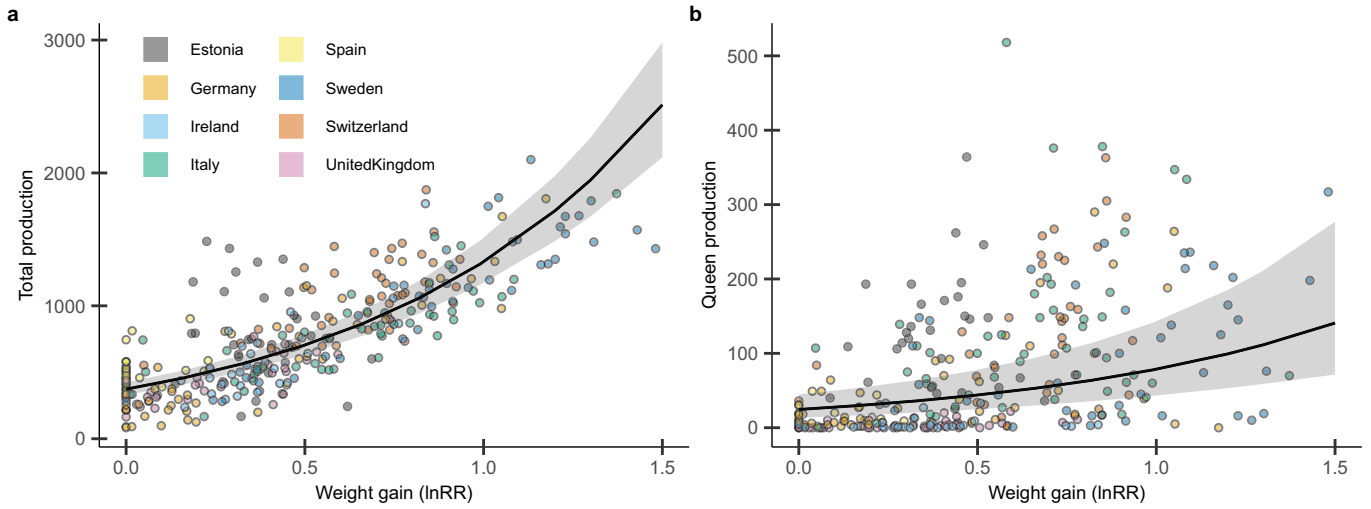 a
3000
2000
1000
0
Total production
Estonia
Germany
Ireland
Italy
Spain
Sweden
Switzerland
UnitedKingdom
0.0 0.5 1.0 1.5
Weight gain (lnRR)
b
500
400
300
200
100
0
Queen production
0.0 0.5 1.0 1.5
Weight gain (lnRR)